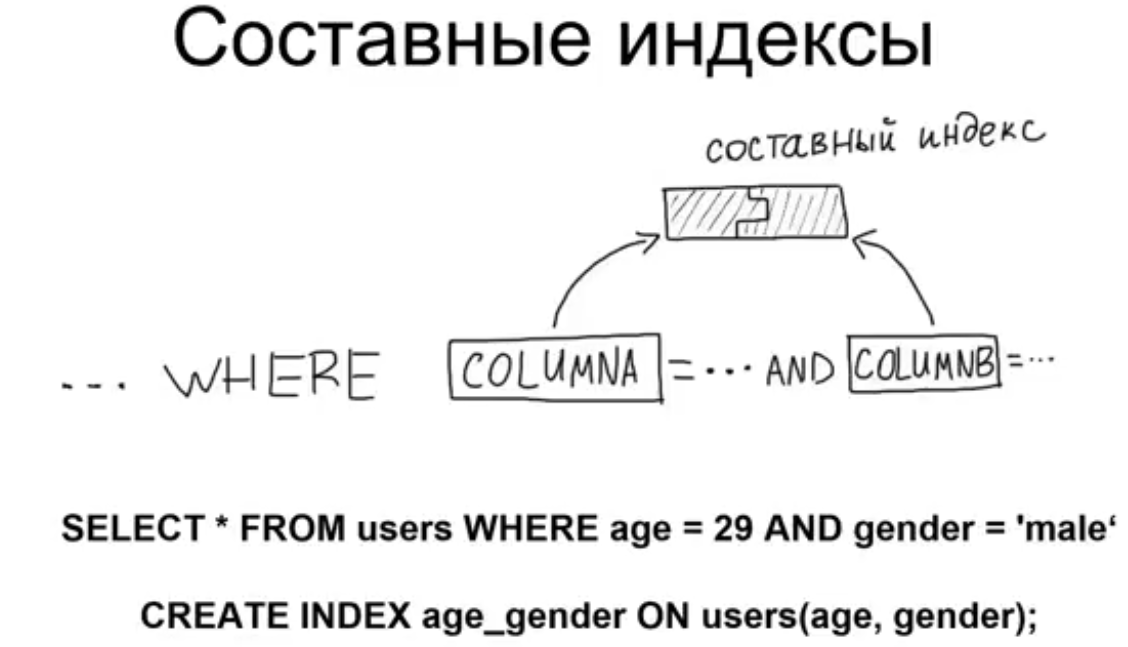 Составные индексы
составный индекс
... WHERE COLUMNA = ... AND COLUMNB = ...
SELECT * FROM users WHERE age = 29 AND gender = 'male‘
CREATE INDEX age_gender ON users(age, gender);